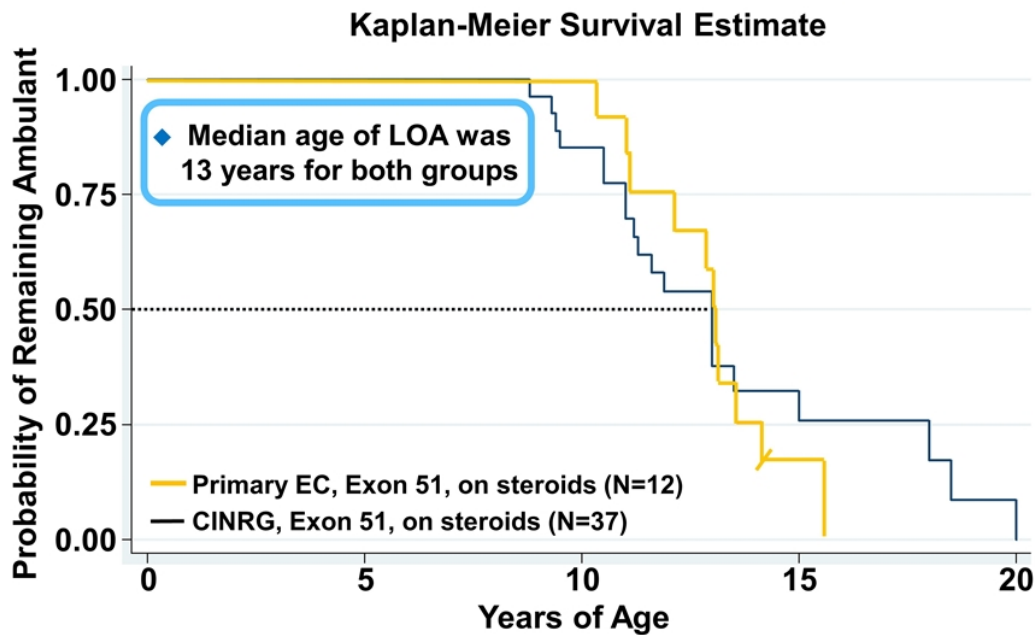 Kaplan-Meier Survival Estimate
Probability of Remaining Ambulant
1.00
0.75
0.50
0.25
0.00
Median age of LOA was
13 years for both groups
Primary EC, Exon 51, on steroids (N=12)
CINRG, Exon 51, on steroids (N=37)
0 5 10 15 20
Years of Age